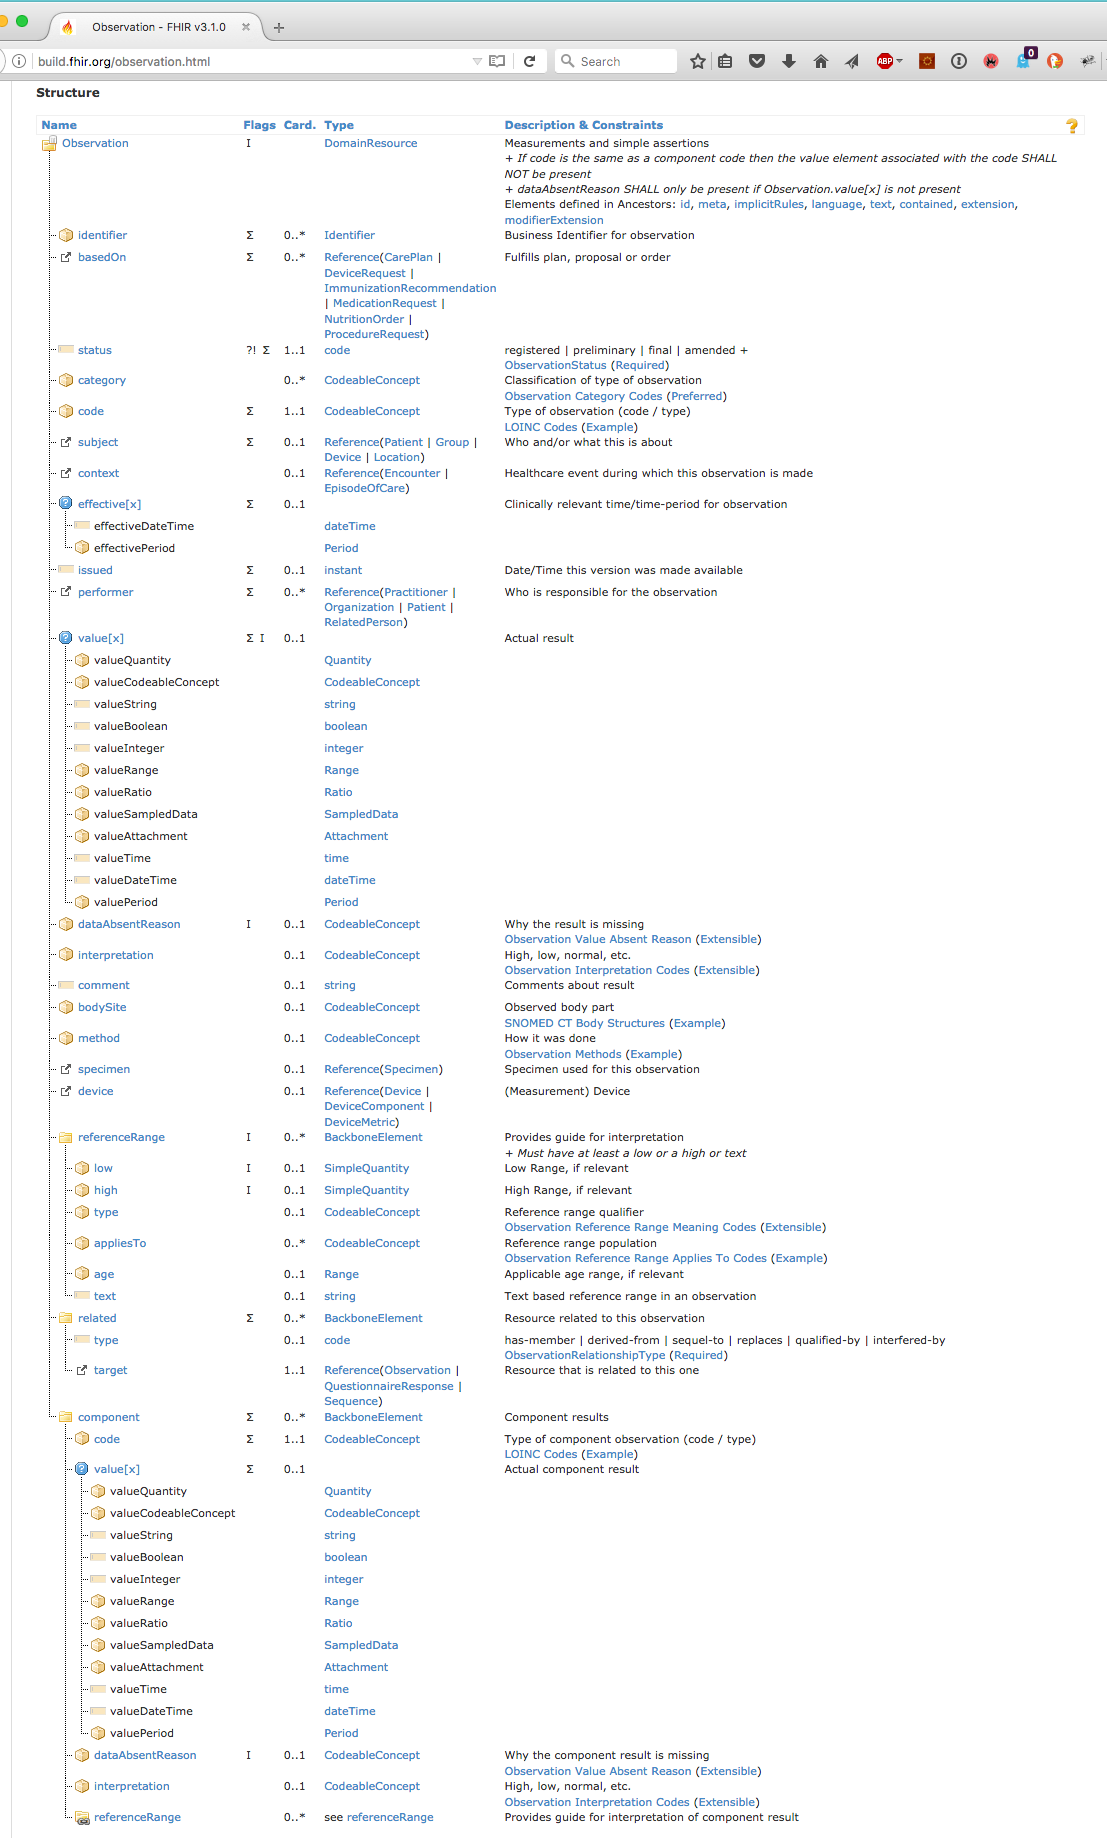 Observation - FHIR v3.1.0
build.fhir.org/observation.html
Search
ABP
0
Structure
Name Flags Card. Type Description & Constraints
Observation I DomainResource Measurements and simple assertions
+ If code is the same as a component code then the value element associated with the code SHALL
NOT be present
+ dataAbsentReason SHALL only be present if Observation.value[x] is not present
Elements defined in Ancestors: id, meta, implicitRules, language, text, contained, extension,
modifierExtension
identifier Σ 0..* Identifier Business Identifier for observation
basedOn Σ 0..* Reference(CarePlan | Fulfills plan, proposal or order
DeviceRequest |
ImmunizationRecommendation
| MedicationRequest |
NutritionOrder |
ProcedureRequest)
status ?! Σ 1..1 code registered | preliminary | final | amended +
ObservationStatus (Required)
category 0..* CodeableConcept Classification of type of observation
Observation Category Codes (Preferred)
code Σ 1..1 CodeableConcept Type of observation (code / type)
LOINC Codes (Example)
subject Σ 0..1 Reference(Patient | Group | Who and/or what this is about
Device | Location)
context 0..1 Reference(Encounter | Healthcare event during which this observation is made
EpisodeOfCare)
effective[x] Σ 0..1 Clinically relevant time/time-period for observation
effectiveDateTime dateTime
effectivePeriod Period
issued Σ 0..1 instant Date/Time this version was made available
performer Σ 0..* Reference(Practitioner | Who is responsible for the observation
Organization | Patient |
RelatedPerson)
value[x] Σ I 0..1 Actual result
valueQuantity Quantity
valueCodeableConcept CodeableConcept
valueString string
valueBoolean boolean
valueInteger integer
valueRange Range
valueRatio Ratio
valueSampledData SampledData
valueAttachment Attachment
valueTime time
valueDateTime dateTime
valuePeriod Period
dataAbsentReason I 0..1 CodeableConcept Why the result is missing
Observation Value Absent Reason (Extensible)
interpretation 0..1 CodeableConcept High, low, normal, etc.
Observation Interpretation Codes (Extensible)
comment 0..1 string Comments about result
bodySite 0..1 CodeableConcept Observed body part
SNOMED CT Body Structures (Example)
method 0..1 CodeableConcept How it was done
Observation Methods (Example)
specimen 0..1 Reference(Specimen) Specimen used for this observation
device 0..1 Reference(Device | (Measurement) Device
DeviceComponent |
DeviceMetric)
referenceRange I 0..* BackboneElement Provides guide for interpretation
+ Must have at least a low or a high or text
low I 0..1 SimpleQuantity Low Range, if relevant
high I 0..1 SimpleQuantity High Range, if relevant
type 0..1 CodeableConcept Reference range qualifier
Observation Reference Range Meaning Codes (Extensible)
appliesTo 0..* CodeableConcept Reference range population
Observation Reference Range Applies To Codes (Example)
age 0..1 Range Applicable age range, if relevant
text 0..1 string Text based reference range in an observation
related Σ 0..* BackboneElement Resource related to this observation
type 0..1 code has-member | derived-from | sequel-to | replaces | qualified-by | interfered-by
ObservationRelationshipType (Required)
target 1..1 Reference(Observation | Resource that is related to this one
QuestionnaireResponse |
Sequence)
component Σ 0..* BackboneElement Component results
code Σ 1..1 CodeableConcept Type of component observation (code / type)
LOINC Codes (Example)
value[x] Σ 0..1 Actual component result
valueQuantity Quantity
valueCodeableConcept CodeableConcept
valueString string
valueBoolean boolean
valueInteger integer
valueRange Range
valueRatio Ratio
valueSampledData SampledData
valueAttachment Attachment
valueTime time
valueDateTime dateTime
valuePeriod Period
dataAbsentReason I 0..1 CodeableConcept Why the component result is missing
Observation Value Absent Reason (Extensible)
interpretation 0..1 CodeableConcept High, low, normal, etc.
Observation Interpretation Codes (Extensible)
referenceRange 0..* see referenceRange Provides guide for interpretation of component result